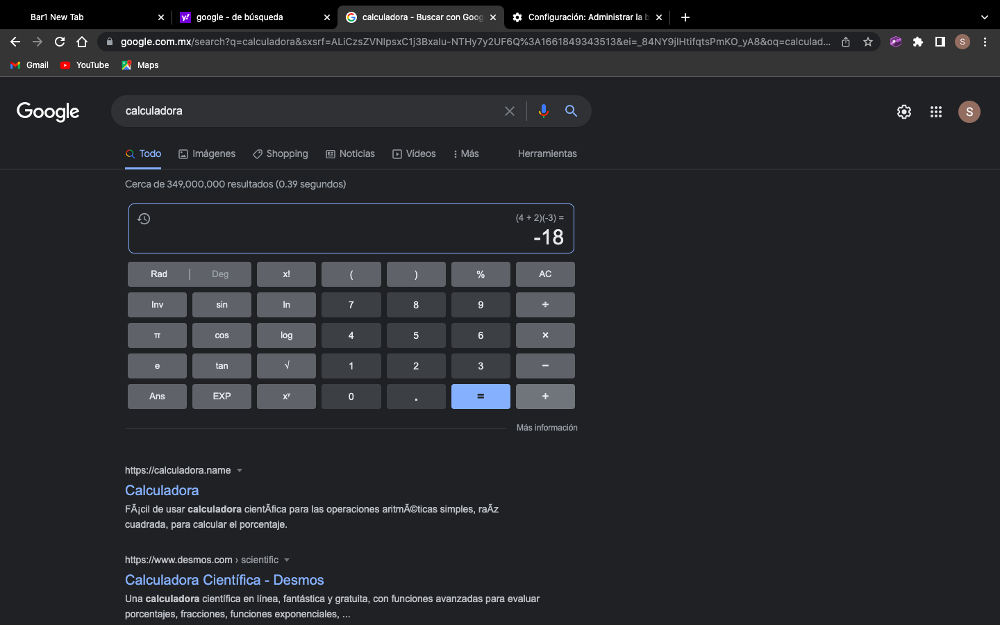 Bar1 New Tab
google - de búsqueda
calculadora - Buscar con Goog
Configuración: Administrar la b
google.com.mx/search?q=calculadora&sxsrf=ALiCzsZVNIpsxC1j3Bxalu-NTHy7y2UF6Q%3A1661849343513&ei=_84NY9jlHtifqtsPmKO_yA8&oq=calculad...
S
Gmail
YouTube
Maps
Google
calculadora
S
Todo
Imágenes
Shopping
Noticias
Vídeos
Más
Herramientas
Cerca de 349,000,000 resultados (0.39 segundos)
(4 + 2)(-3) =
-18
Rad | Deg x! ( ) % AC
Inv sin ln 7 8 9 ÷
π cos log 4 5 6 ×
e tan √ 1 2 3 −
Ans EXP xʸ 0 . = +
Más información
https://calculadora.name
Calculadora
FÃ¡cil de usar calculadora cientÃfica para las operaciones aritmÃ©ticas simples, raÃz
cuadrada, para calcular el porcentaje.
https://www.desmos.com › scientific
Calculadora Científica - Desmos
Una calculadora científica en línea, fantástica y gratuita, con funciones avanzadas para evaluar
porcentajes, fracciones, funciones exponenciales, ...